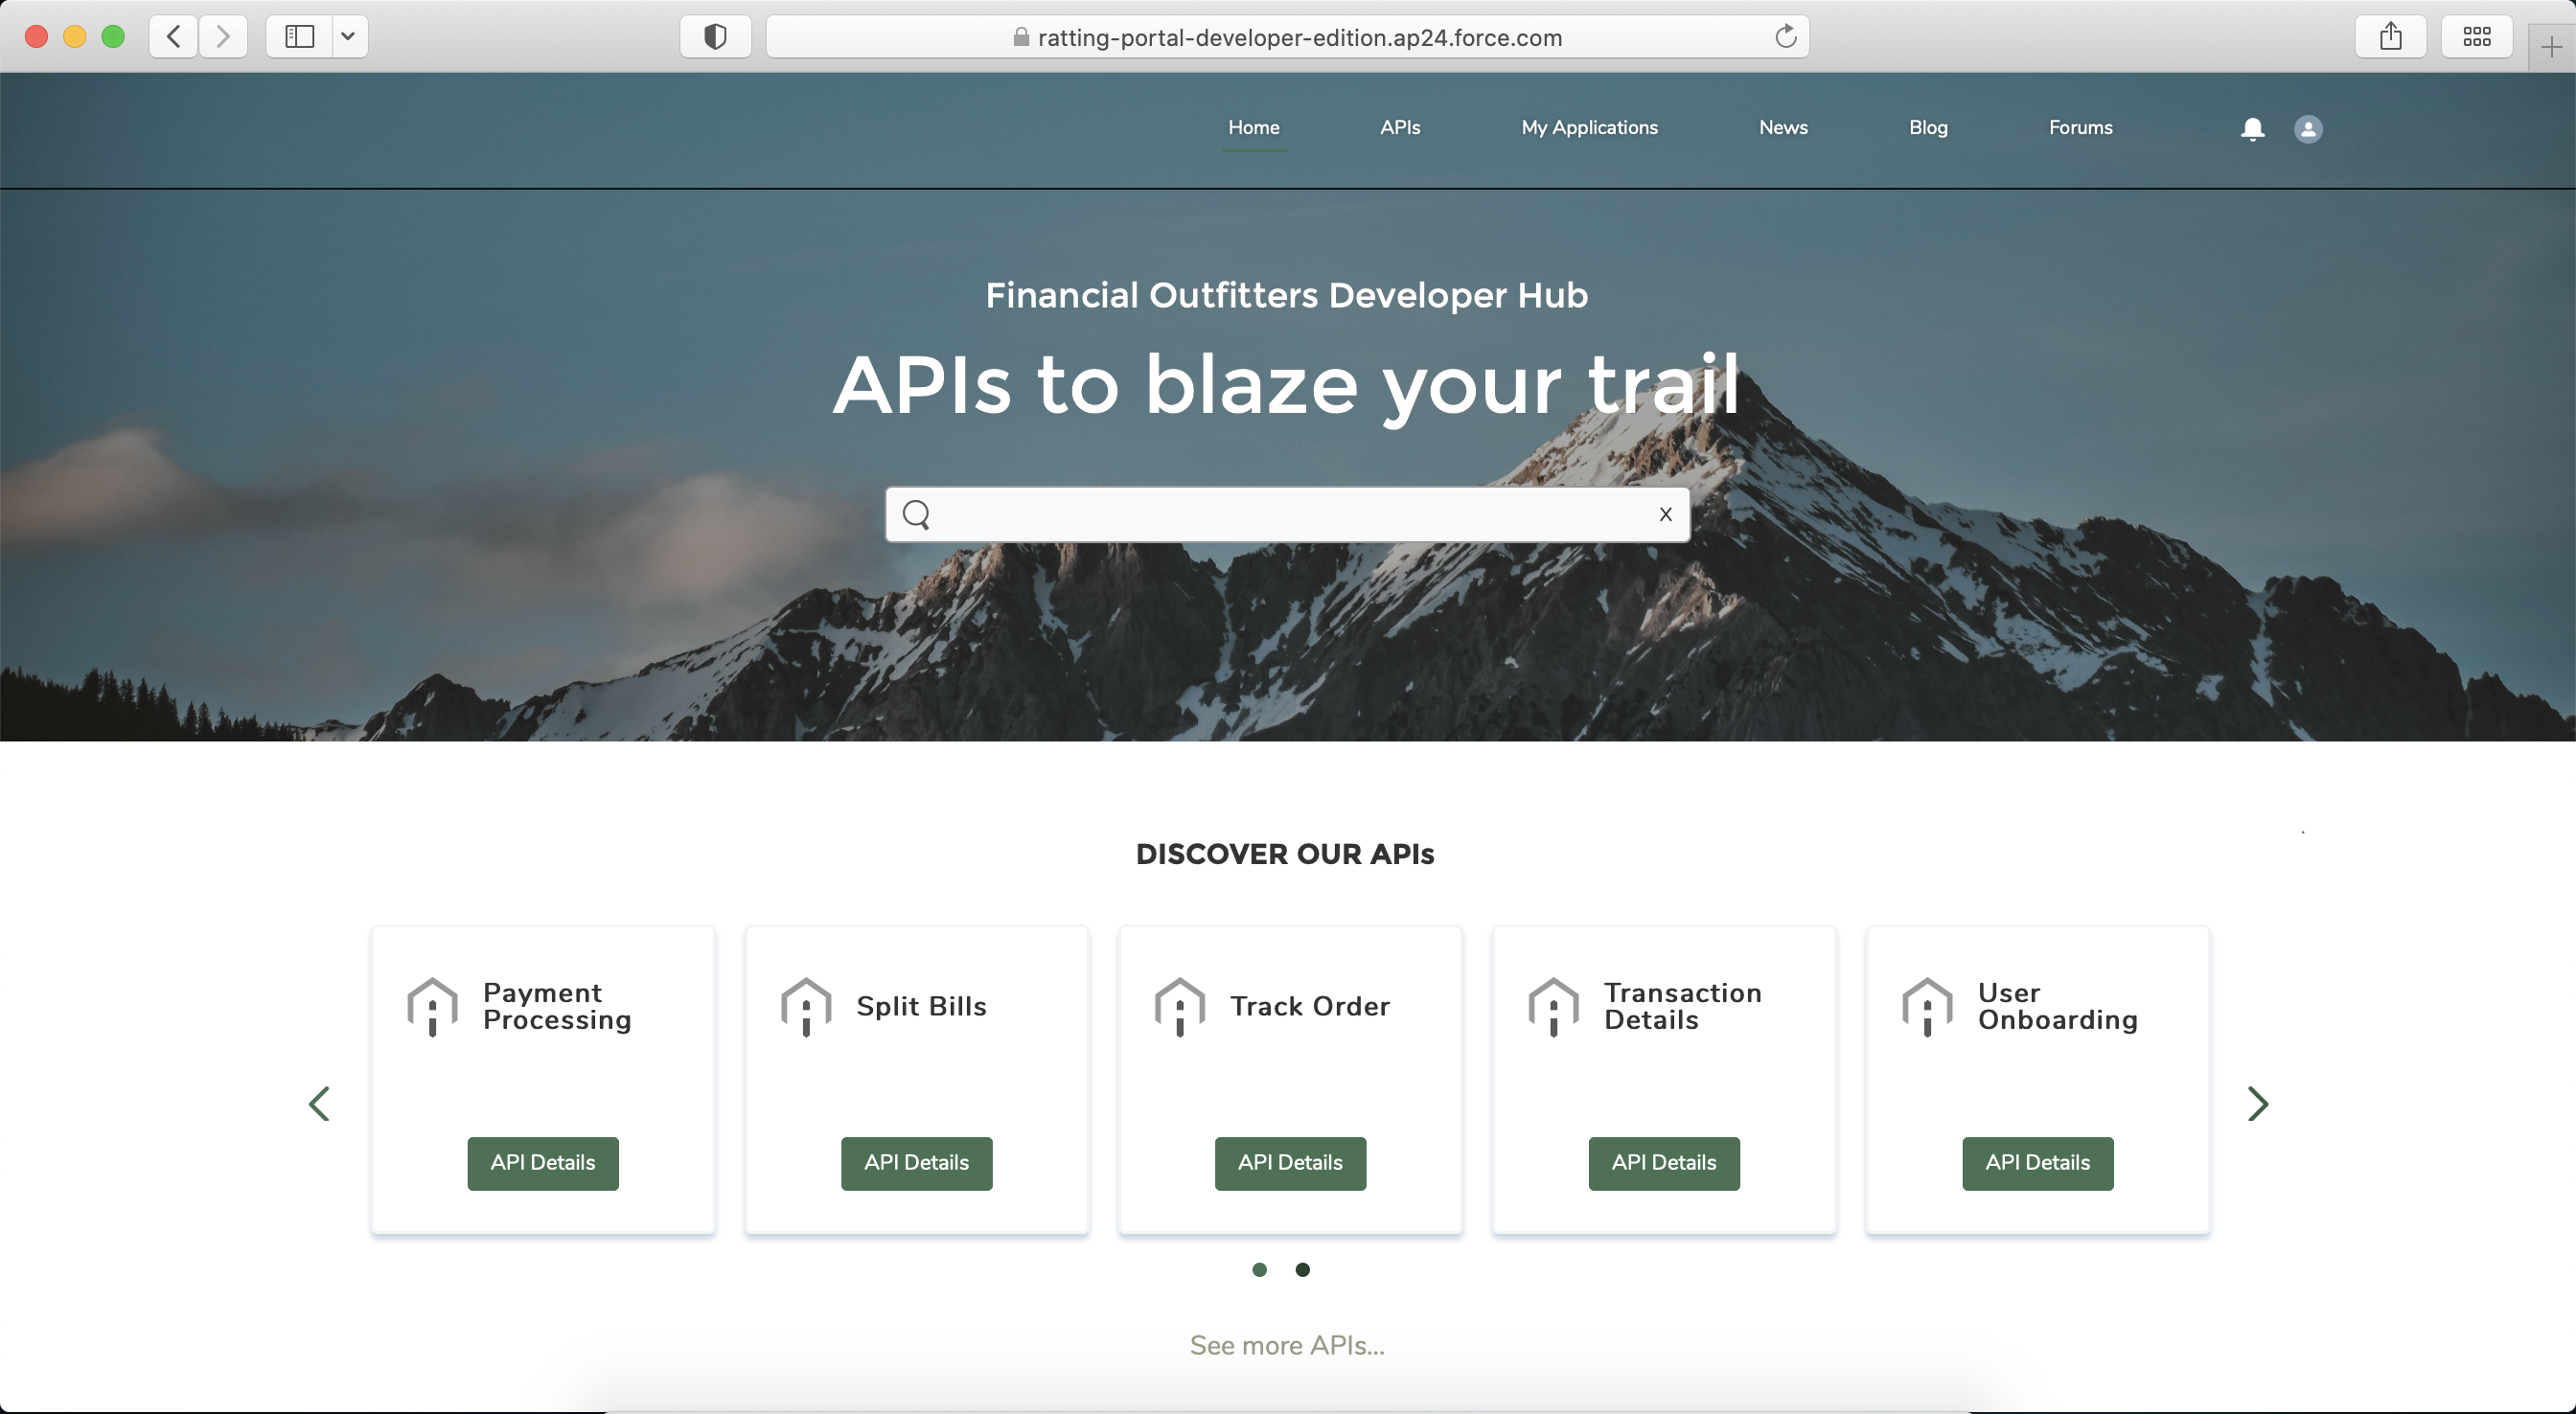 ratting-portal-developer-edition.ap24.force.com
Home APIs My Applications News Blog Forums
Financial Outfitters Developer Hub
APIs to blaze your trail
X
DISCOVER OUR APIs
Payment
Processing
Split Bills
Track Order
Transaction
Details
User
Onboarding
API Details
API Details
API Details
API Details
API Details
See more APIs...